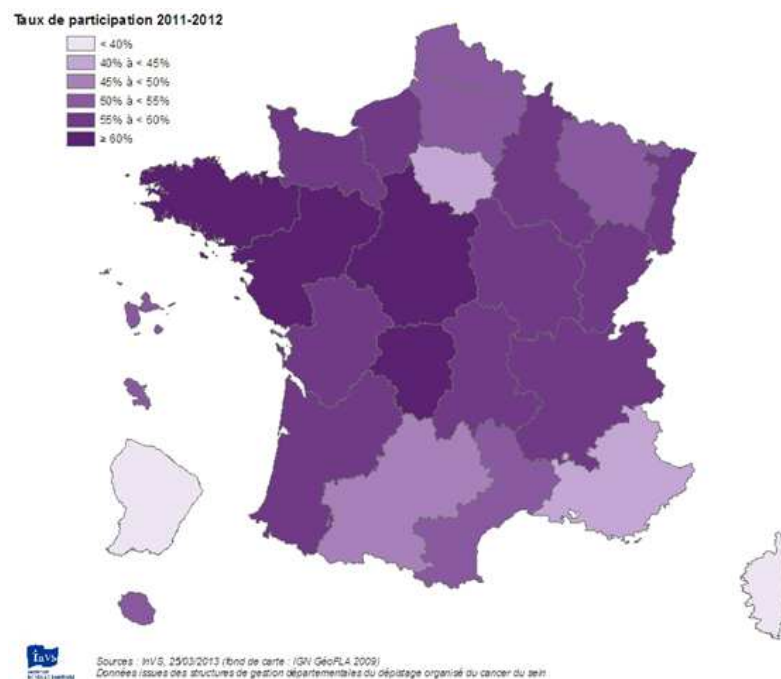 Taux de participation 2011-2012
< 40%
40% à < 45%
45% à < 50%
50% à < 55%
55% à < 60%
≥ 60%
InVS
Sources : InVS, 25/03/2013 (fond de carte : IGN GéoFLA 2009)
Données issues des structures de gestion départementales du dépistage organisé du cancer du sein